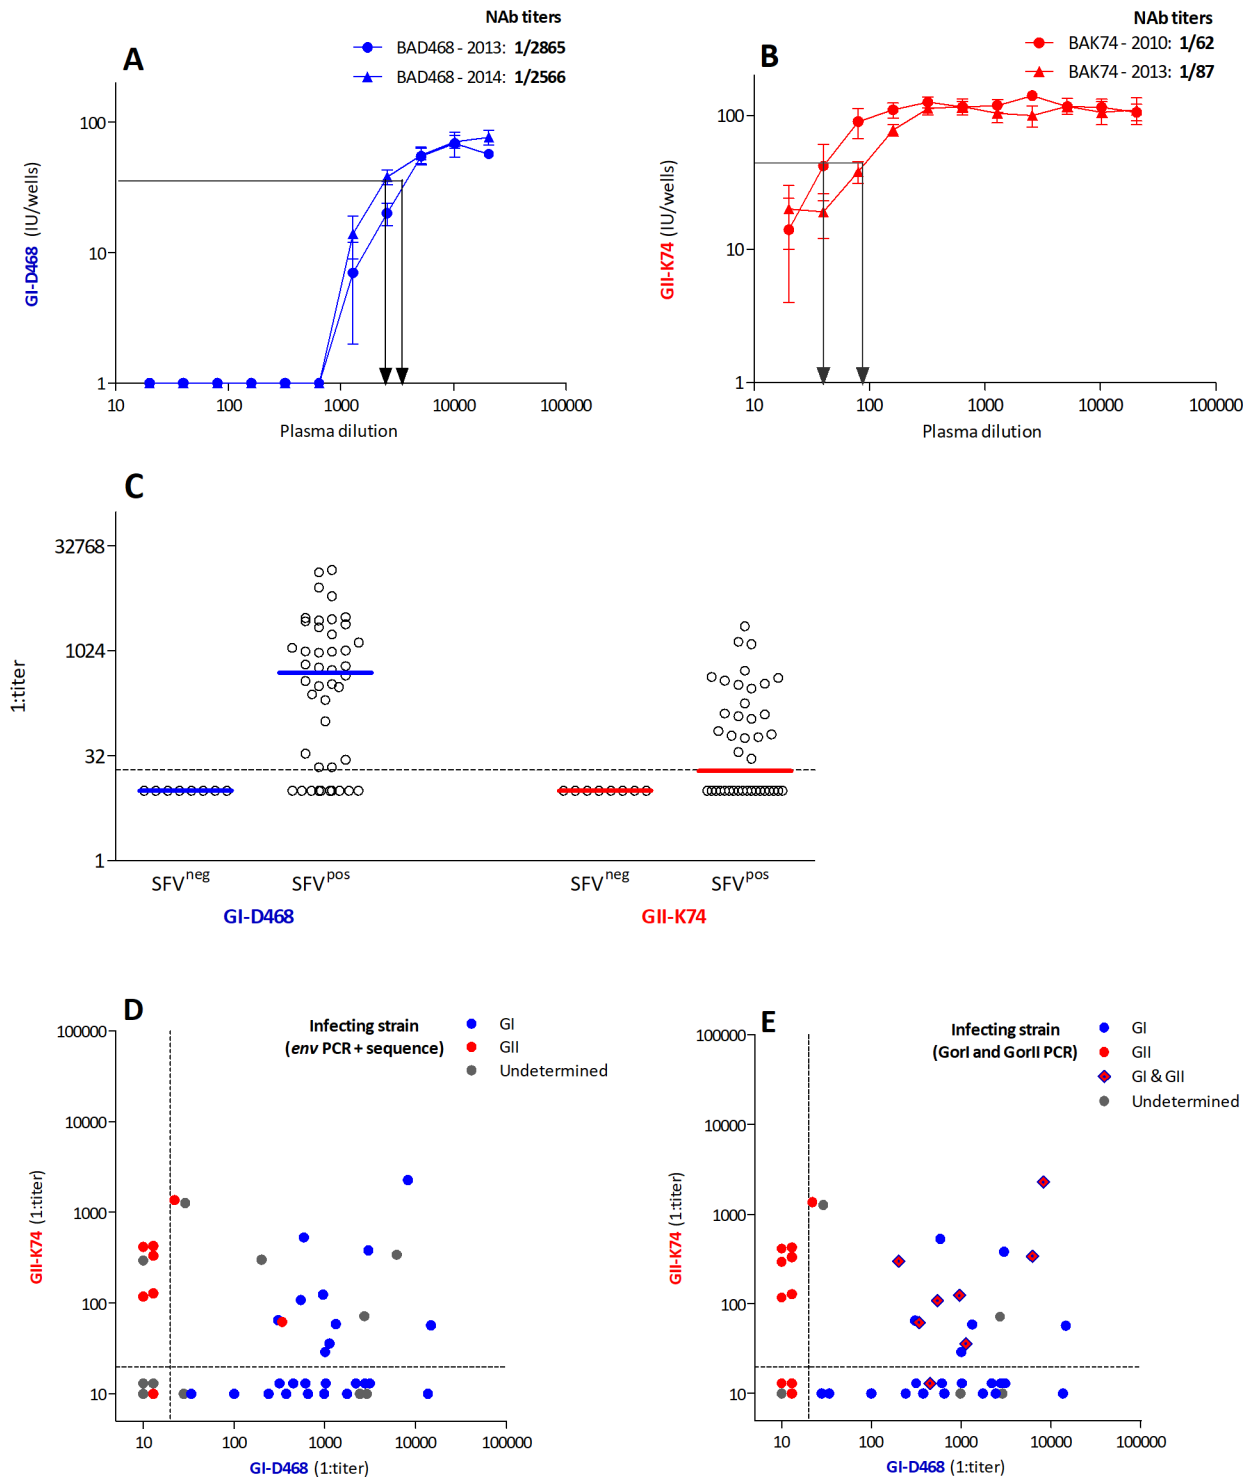 NAb titers
A
BAD468 - 2013: 1/2865
BAD468 - 2014: 1/2566
100
10
1
GI-D468 (IU/wells)
10 100 1000 10000 100000
Plasma dilution
NAb titers
B
BAK74 - 2010: 1/62
BAK74 - 2013: 1/87
100
10
1
GII-K74 (IU/wells)
10 100 1000 10000 100000
Plasma dilution
C
32768
1024
32
1
1:titer
SFVneg SFVpos SFVneg SFVpos
GI-D468 GII-K74
D
Infecting strain
(env PCR + sequence)
GI
GII
Undetermined
100000
10000
1000
100
10
GII-K74 (1:titer)
10 100 1000 10000 100000
GI-D468 (1:titer)
E
Infecting strain
(GorI and GorII PCR)
GI
GII
GI & GII
Undetermined
100000
10000
1000
100
10
GII-K74 (1:titer)
10 100 1000 10000 100000
GI-D468 (1:titer)